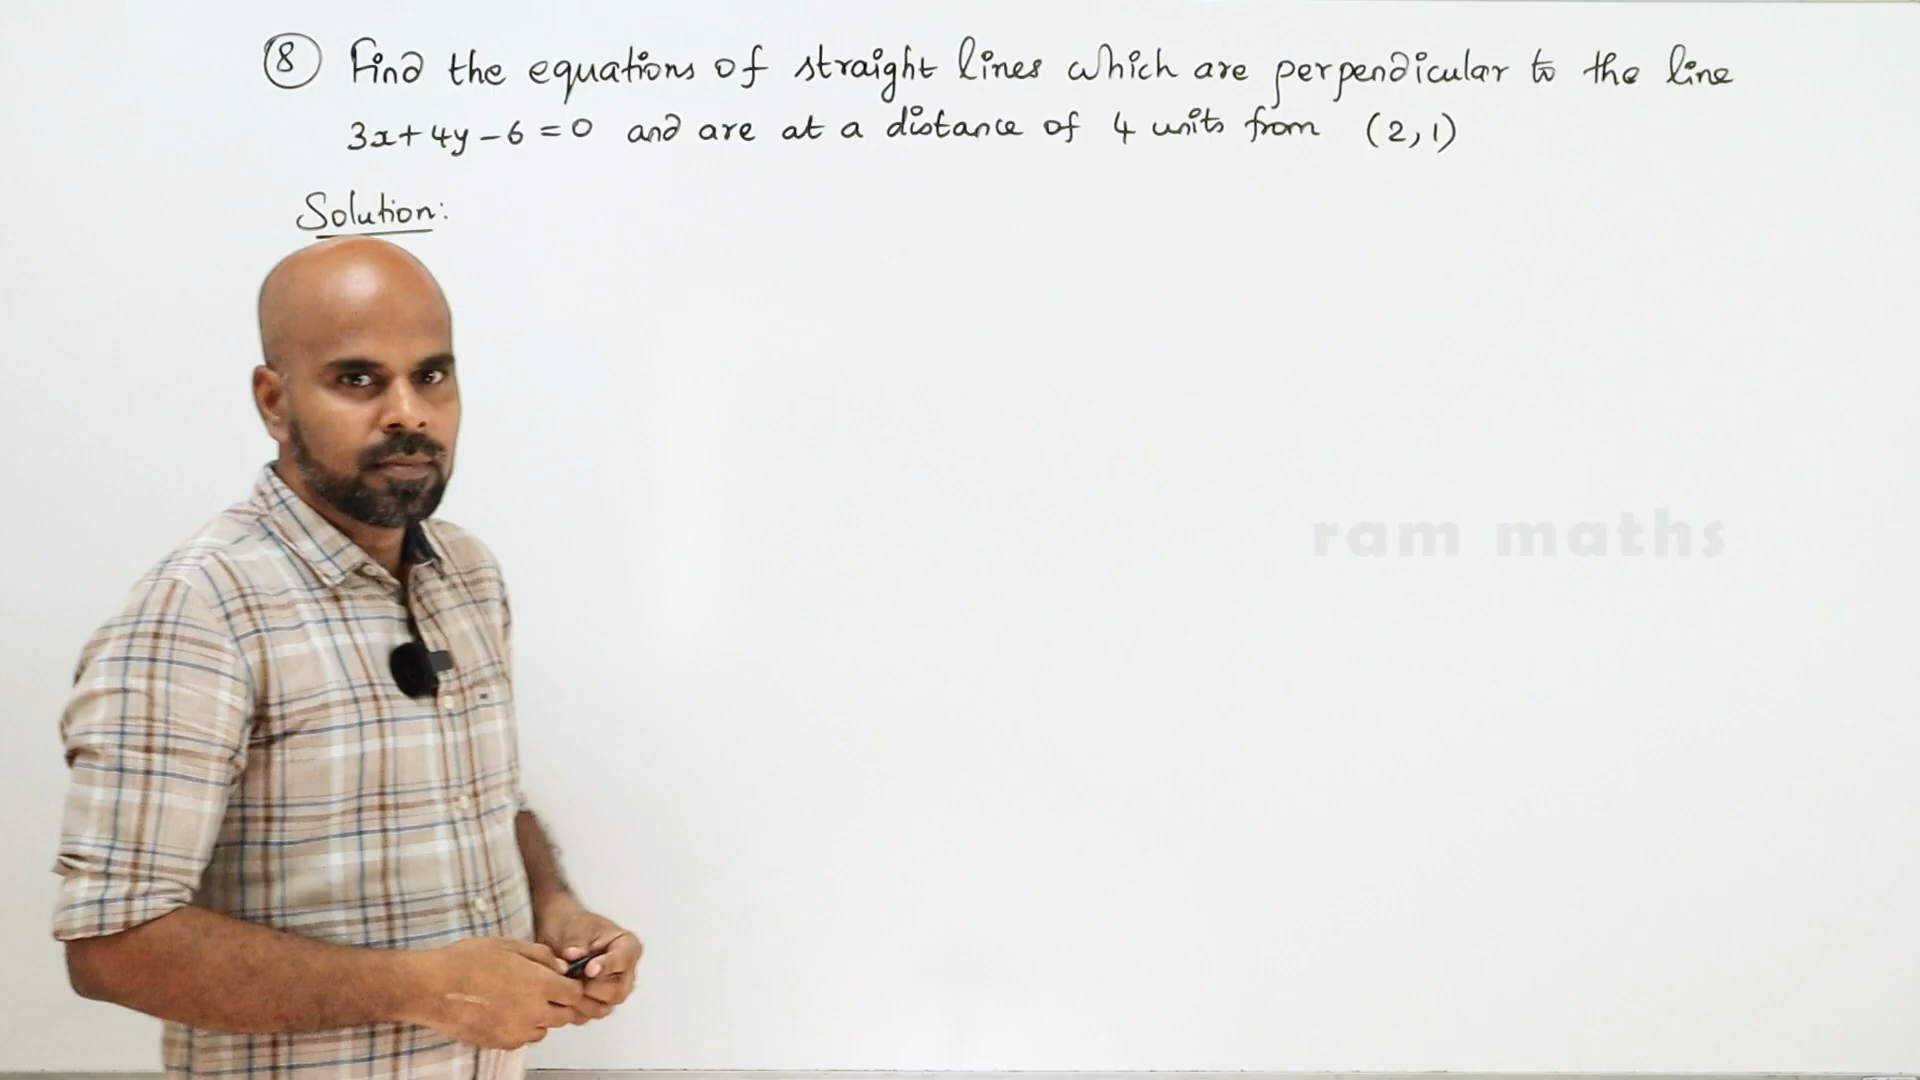 8 Find the equations of straight lines which are perpendicular to the line
3x+4y-6=0 and are at a distance of 4 units from (2,1)
Solution:
ram maths